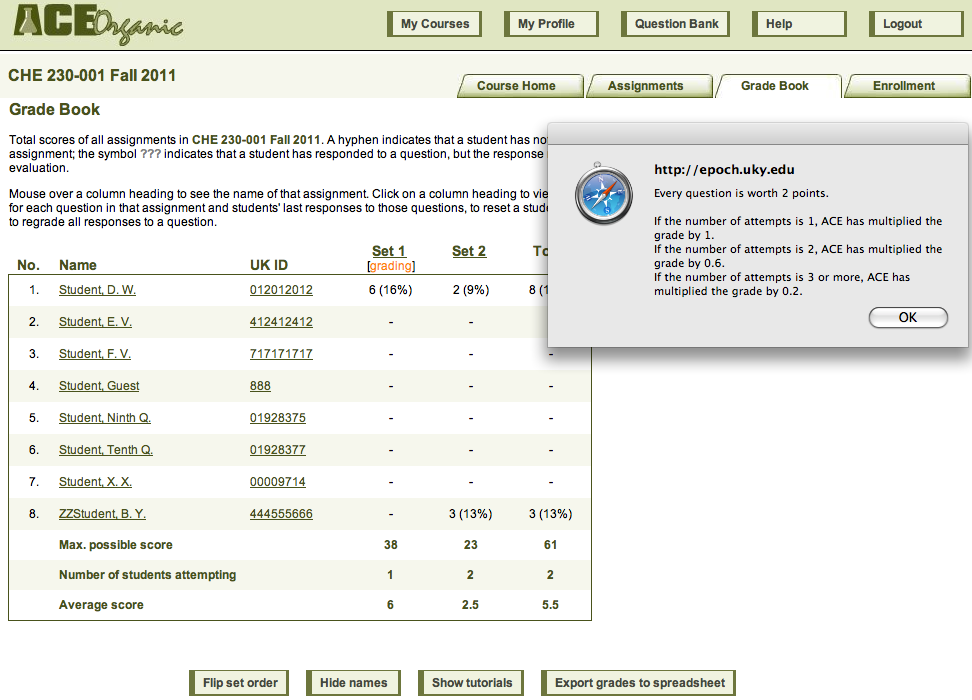 ACE Organic
My Courses My Profile Question Bank Help Logout
CHE 230-001 Fall 2011
Course Home Assignments Grade Book Enrollment
Grade Book
Total scores of all assignments in CHE 230-001 Fall 2011. A hyphen indicates that a student has no
assignment; the symbol ??? indicates that a student has responded to a question, but the response
evaluation.
Mouse over a column heading to see the name of that assignment. Click on a column heading to vie
for each question in that assignment and students' last responses to those questions, to reset a stud
to regrade all responses to a question.
http://epoch.uky.edu
Every question is worth 2 points.
If the number of attempts is 1, ACE has multiplied the
grade by 1.
If the number of attempts is 2, ACE has multiplied the
grade by 0.6.
If the number of attempts is 3 or more, ACE has
multiplied the grade by 0.2.
OK
No. Name UK ID Set 1 Set 2 To
[grading]
1. Student, D. W. 012012012 6 (16%) 2 (9%) 8 (1
2. Student, E. V. 412412412 - -
3. Student, F. V. 717171717 - - -
4. Student, Guest 888 - - -
5. Student, Ninth Q. 01928375 - - -
6. Student, Tenth Q. 01928377 - - -
7. Student, X. X. 00009714 - - -
8. ZZStudent, B. Y. 444555666 - 3 (13%) 3 (13%)
Max. possible score 38 23 61
Number of students attempting 1 2 2
Average score 6 2.5 5.5
Flip set order Hide names Show tutorials Export grades to spreadsheet